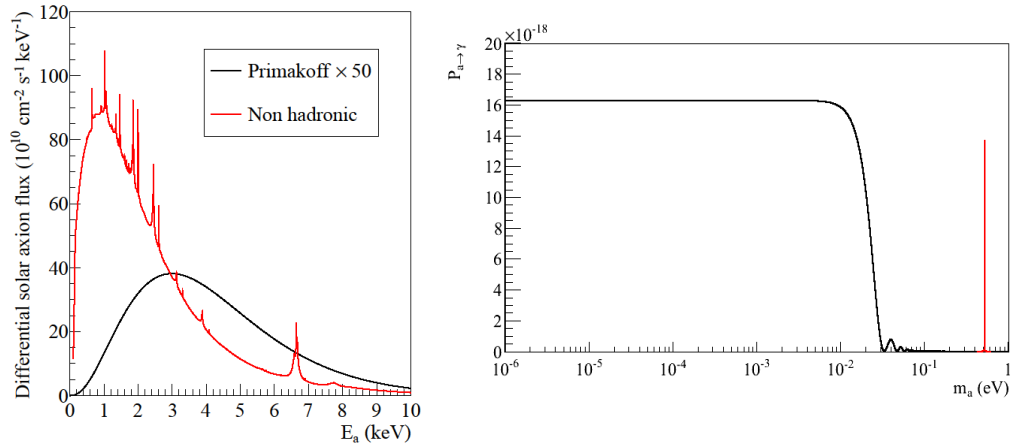 Differential solar axion flux (10¹⁰ cm⁻² s⁻¹ keV⁻¹)
120
100
80
60
40
20
0
Primakoff × 50
Non hadronic
0 1 2 3 4 5 6 7 8 9 10
Eₐ (keV)
×10⁻¹⁸
P_{a→γ}
20
18
16
14
12
10
8
6
4
2
0
10⁻⁶ 10⁻⁵ 10⁻⁴ 10⁻³ 10⁻² 10⁻¹ 1
mₐ (eV)